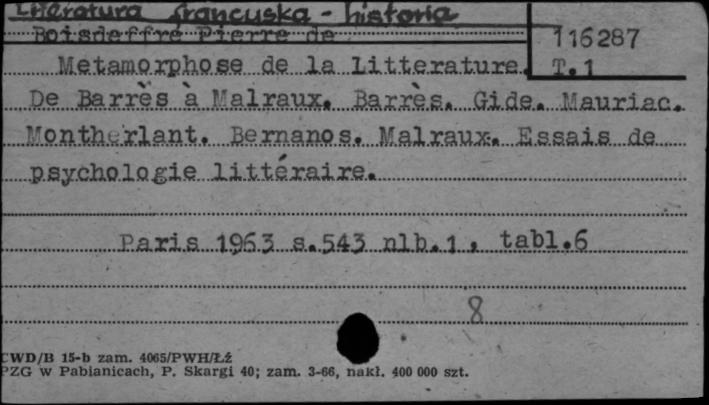 Literatura francuska - historia
Boisdeffre Pierre de
116287
Metamorphose de la Litterature.
T.1
De Barrès à Malraux. Barrès. Gide. Mauriac.
Montherlant. Bernanos. Malraux. Essais de
psychologie littéraire.
Paris 1963 s.543 nlb.1, tabl.6
8
CWD/B 15-b zam. 4065/PWH/Łź
PZG w Pabianicach, P. Skargi 40; zam. 3-66, nakł. 400 000 szt.